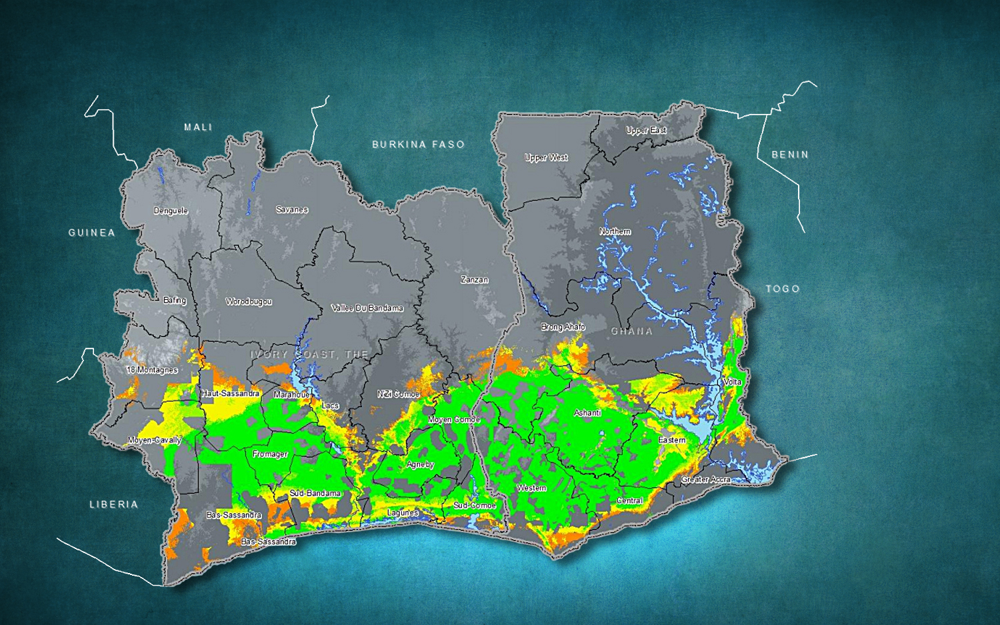 MALI
BURKINA FASO
Upper East
Upper West
BENIN
Denguele
Savanes
GUINEA
Northern
Zanzan
TOGO
Bafing
Worodougou
Vallee Du Bandama
Brong Ahafo
GHANA
IVORY COAST, THE
18 Montagnes
Haut-Sassandra
Marahoue
Lacs
N'Zi Comoe
Volta
Moyen Comoe
Ashanti
Moyen-Cavally
Eastern
Fromager
Agneby
Western
Greater Accra
Sud-Bandama
Central
LIBERIA
Sud-Comoe
Bas-Sassandra
Lagunes
Bas-Sassandra